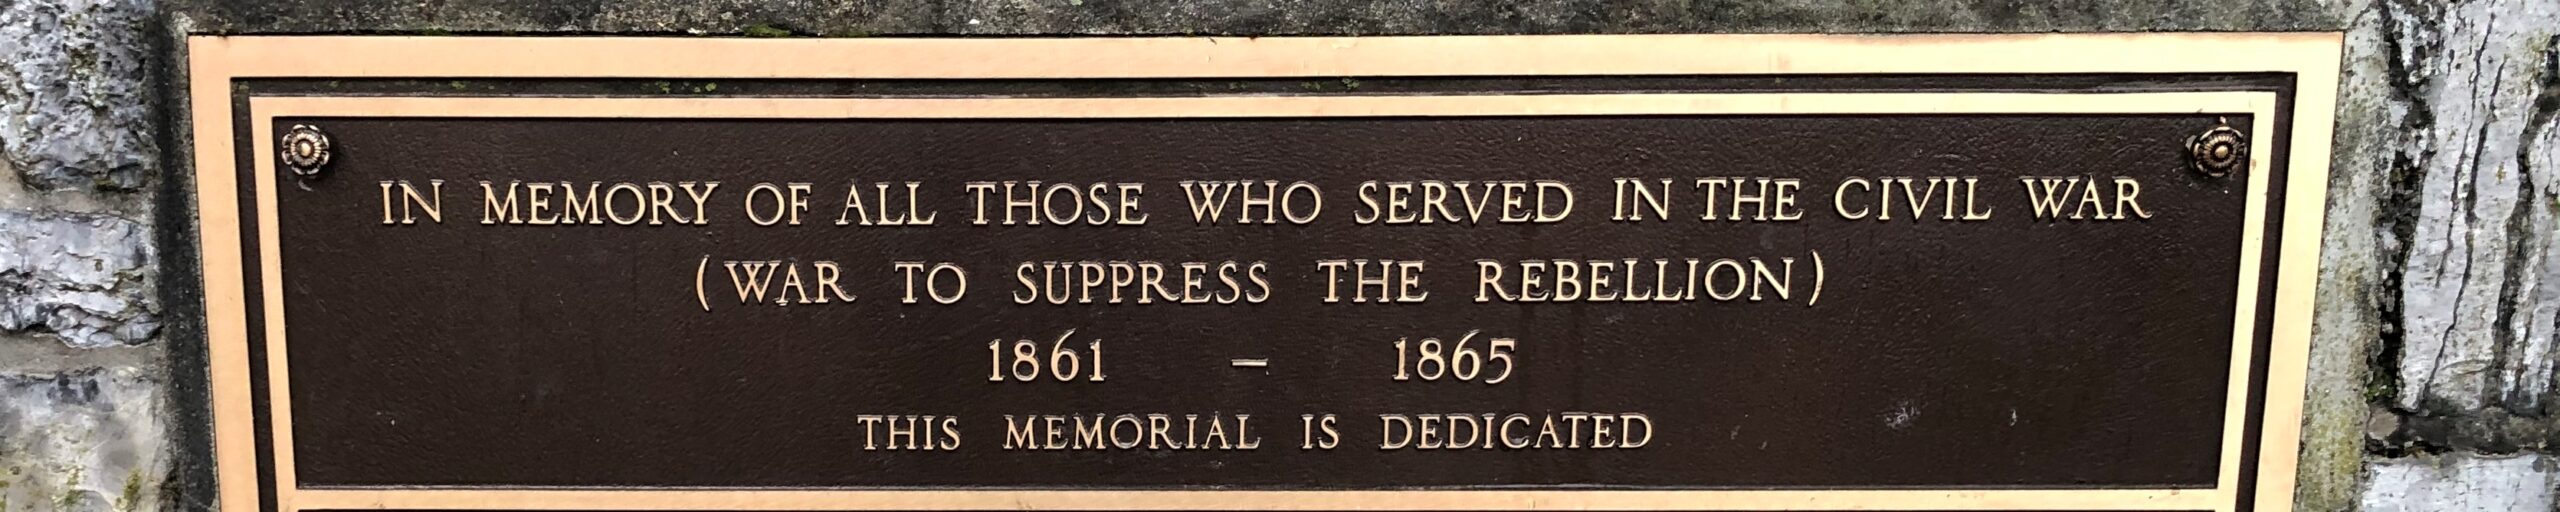 IN MEMORY OF ALL THOSE WHO SERVED IN THE CIVIL WAR
(WAR TO SUPPRESS THE REBELLION)
1861 – 1865
THIS MEMORIAL IS DEDICATED